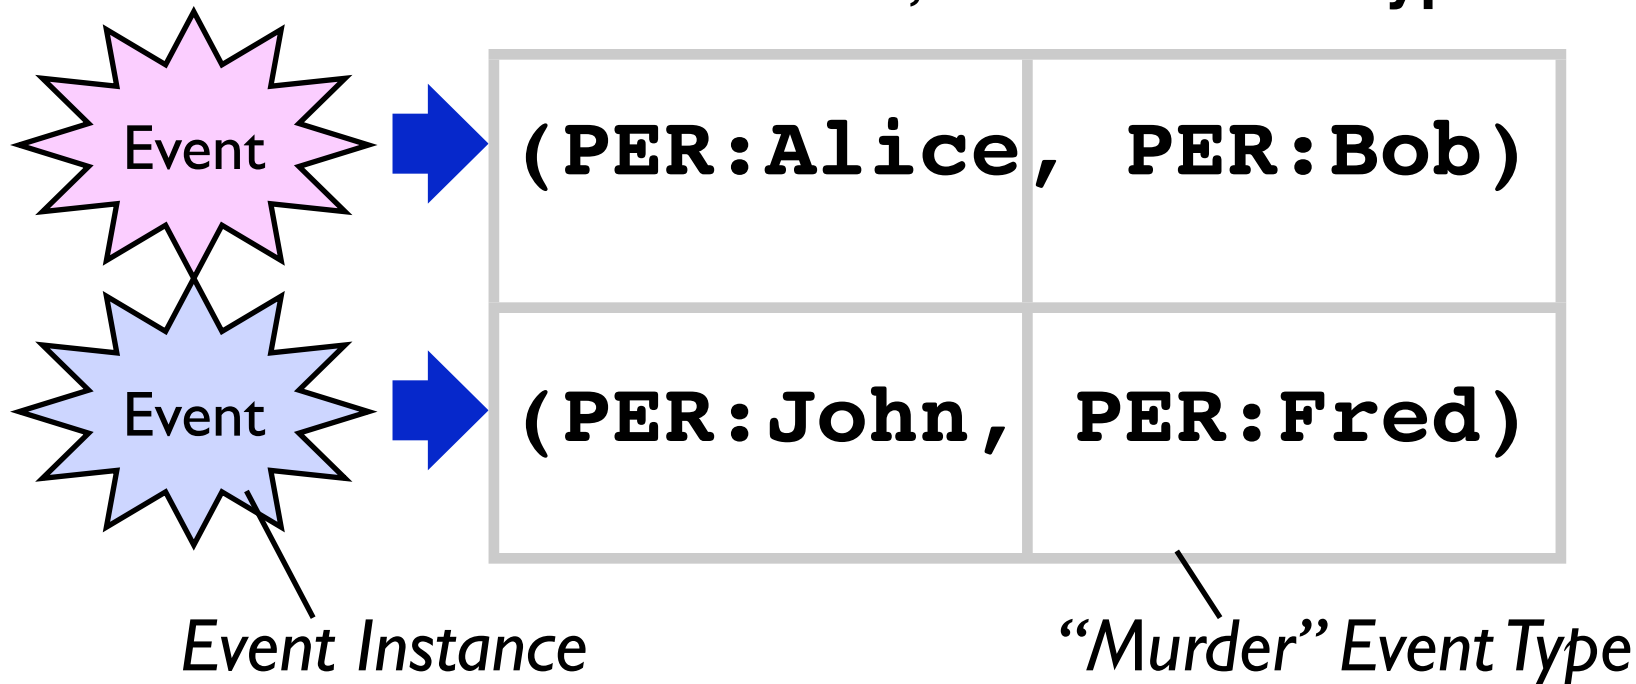 Event
(PER:Alice, PER:Bob)
Event
(PER:John, PER:Fred)
Event Instance
“Murder” Event Type